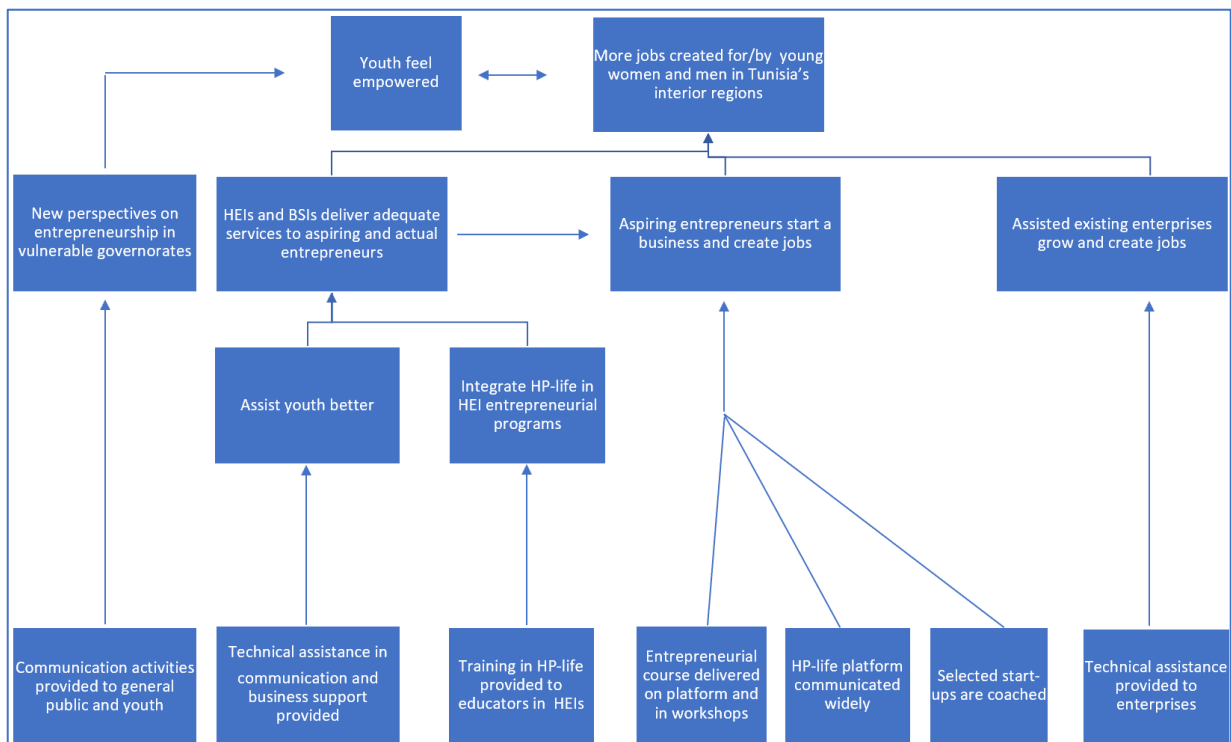 Youth feel
empowered
More jobs created for/by young
women and men in Tunisia's
interior regions
New perspectives on
entrepreneurship in
vulnerable governorates
HEIs and BSIs deliver adequate
services to aspiring and actual
entrepreneurs
Aspiring entrepreneurs start a
business and create jobs
Assisted existing enterprises
grow and create jobs
Assist youth better
Integrate HP-life in
HEI entrepreneurial
programs
Communication activities
provided to general
public and youth
Technical assistance in
communication and
business support
provided
Training in HP-life
provided to
educators in HEIs
Entrepreneurial
course delivered
on platform and
in workshops
HP-life platform
communicated
widely
Selected start-
ups are coached
Technical assistance
provided to
enterprises